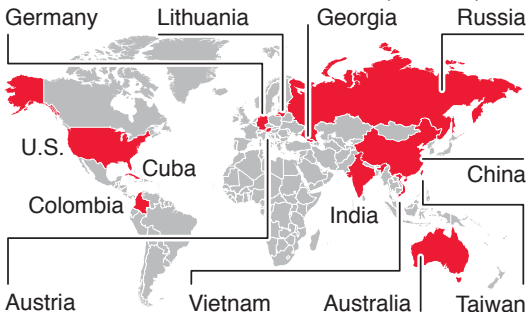 Germany Lithuania Georgia Russia
U.S.
Cuba
China
Colombia
India
Austria Vietnam Australia Taiwan